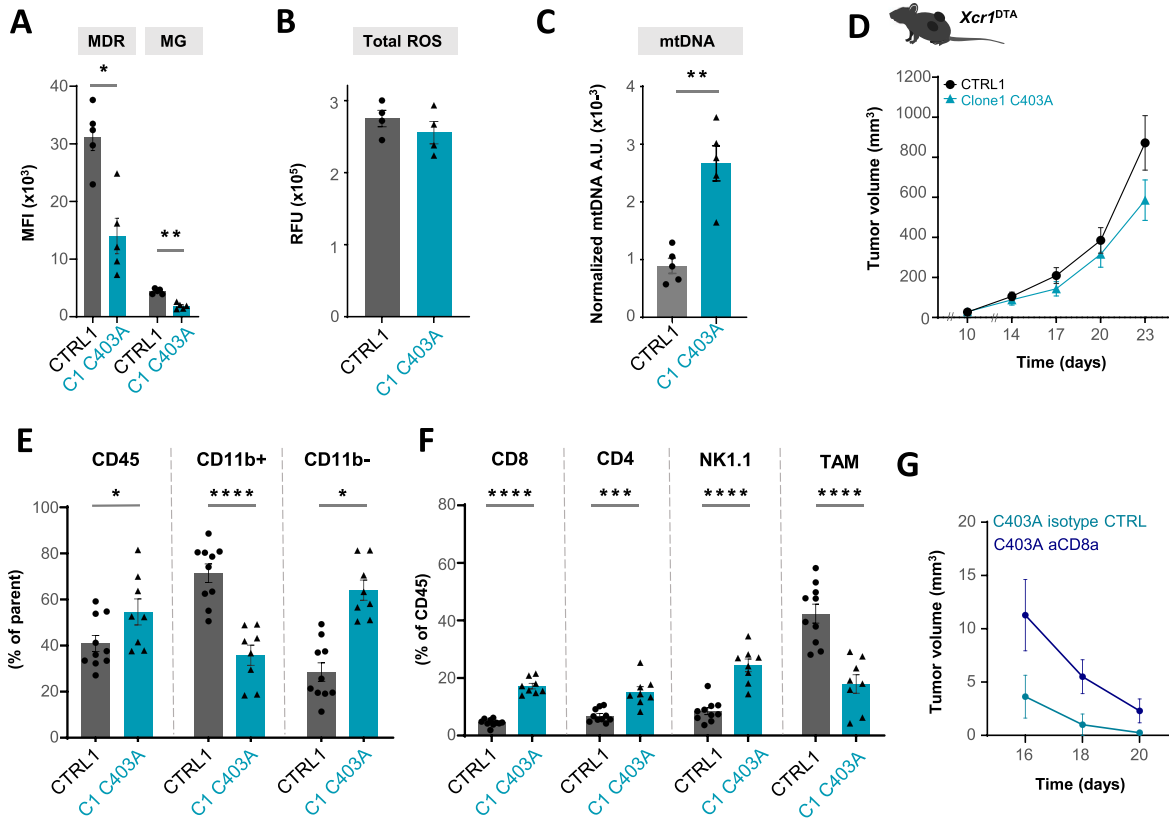 A
MDR
MG
*
**
MFI (x10³)
40
30
20
10
0
CTRL1
C1 C403A
CTRL1
C1 C403A
B
Total ROS
RFU (x10⁵)
3
2
1
0
CTRL1
C1 C403A
C
mtDNA
**
Normalized mtDNA A.U. (x10⁻³)
4
3
2
1
0
CTRL1
C1 C403A
D
Xcr1ᴰᵀᴬ
CTRL1
Clone1 C403A
Tumor volume (mm³)
1200
1000
800
600
400
200
0
10 14 17 20 23
Time (days)
E
CD45
CD11b+
CD11b-
*
****
*
(% of parent)
100
80
60
40
20
0
CTRL1
C1 C403A
CTRL1
C1 C403A
CTRL1
C1 C403A
F
CD8
CD4
NK1.1
TAM
****
***
****
****
(% of CD45)
80
60
40
20
0
CTRL1
C1 C403A
CTRL1
C1 C403A
CTRL1
C1 C403A
CTRL1
C1 C403A
G
C403A isotype CTRL
C403A aCD8a
Tumor volume (mm³)
20
15
10
5
0
16 18 20
Time (days)